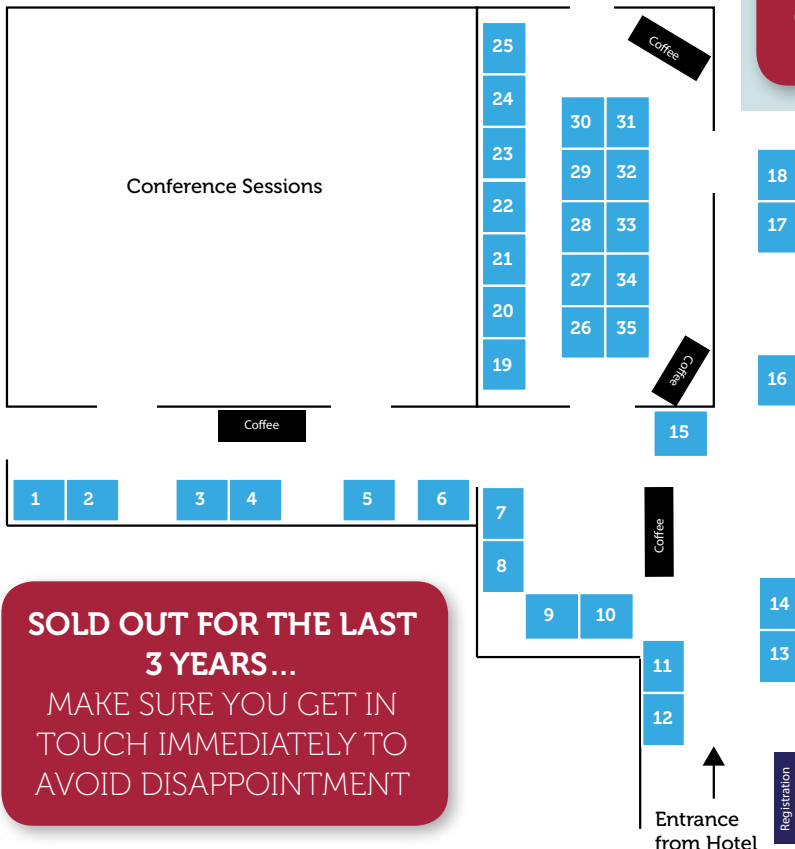 Coffee
25
24
23
22
21
20
19
30 31
29 32
28 33
27 34
26 35
Conference Sessions
18
17
16
Coffee
15
Coffee
1 2 3 4 5 6
7
8
Coffee
9 10
11
12
14
13
SOLD OUT FOR THE LAST
3 YEARS...
MAKE SURE YOU GET IN
TOUCH IMMEDIATELY TO
AVOID DISAPPOINTMENT
Registration
Entrance
from Hotel